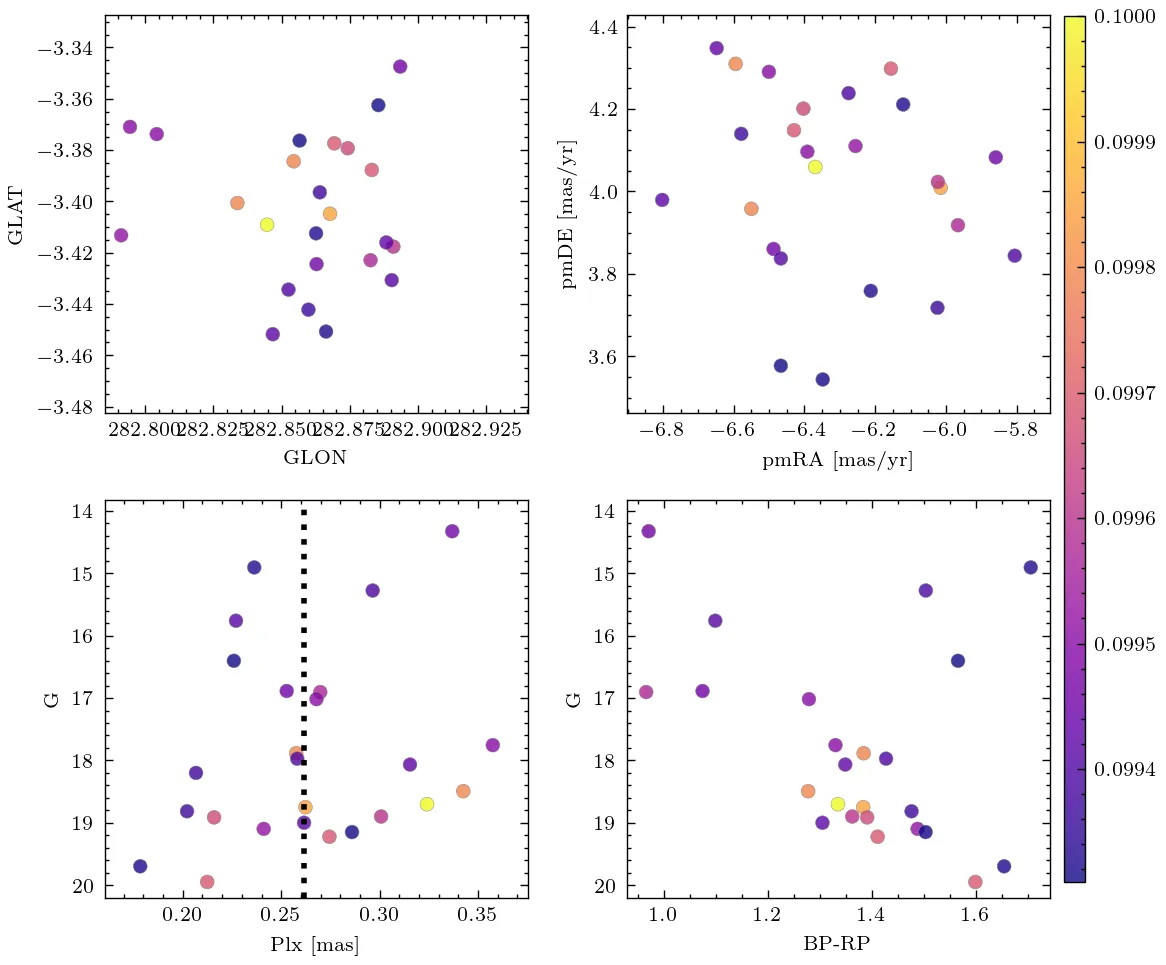 −3.34
−3.36
−3.38
−3.40
−3.42
−3.44
−3.46
−3.48
GLAT
282.800 282.825 282.850 282.875 282.900 282.925
GLON
4.4
4.2
4.0
3.8
3.6
pmDE [mas/yr]
−6.8 −6.6 −6.4 −6.2 −6.0 −5.8
pmRA [mas/yr]
0.1000
0.0999
0.0998
0.0997
0.0996
0.0995
0.0994
14
15
16
17
18
19
20
G
0.20 0.25 0.30 0.35
Plx [mas]
14
15
16
17
18
19
20
G
1.0 1.2 1.4 1.6
BP-RP